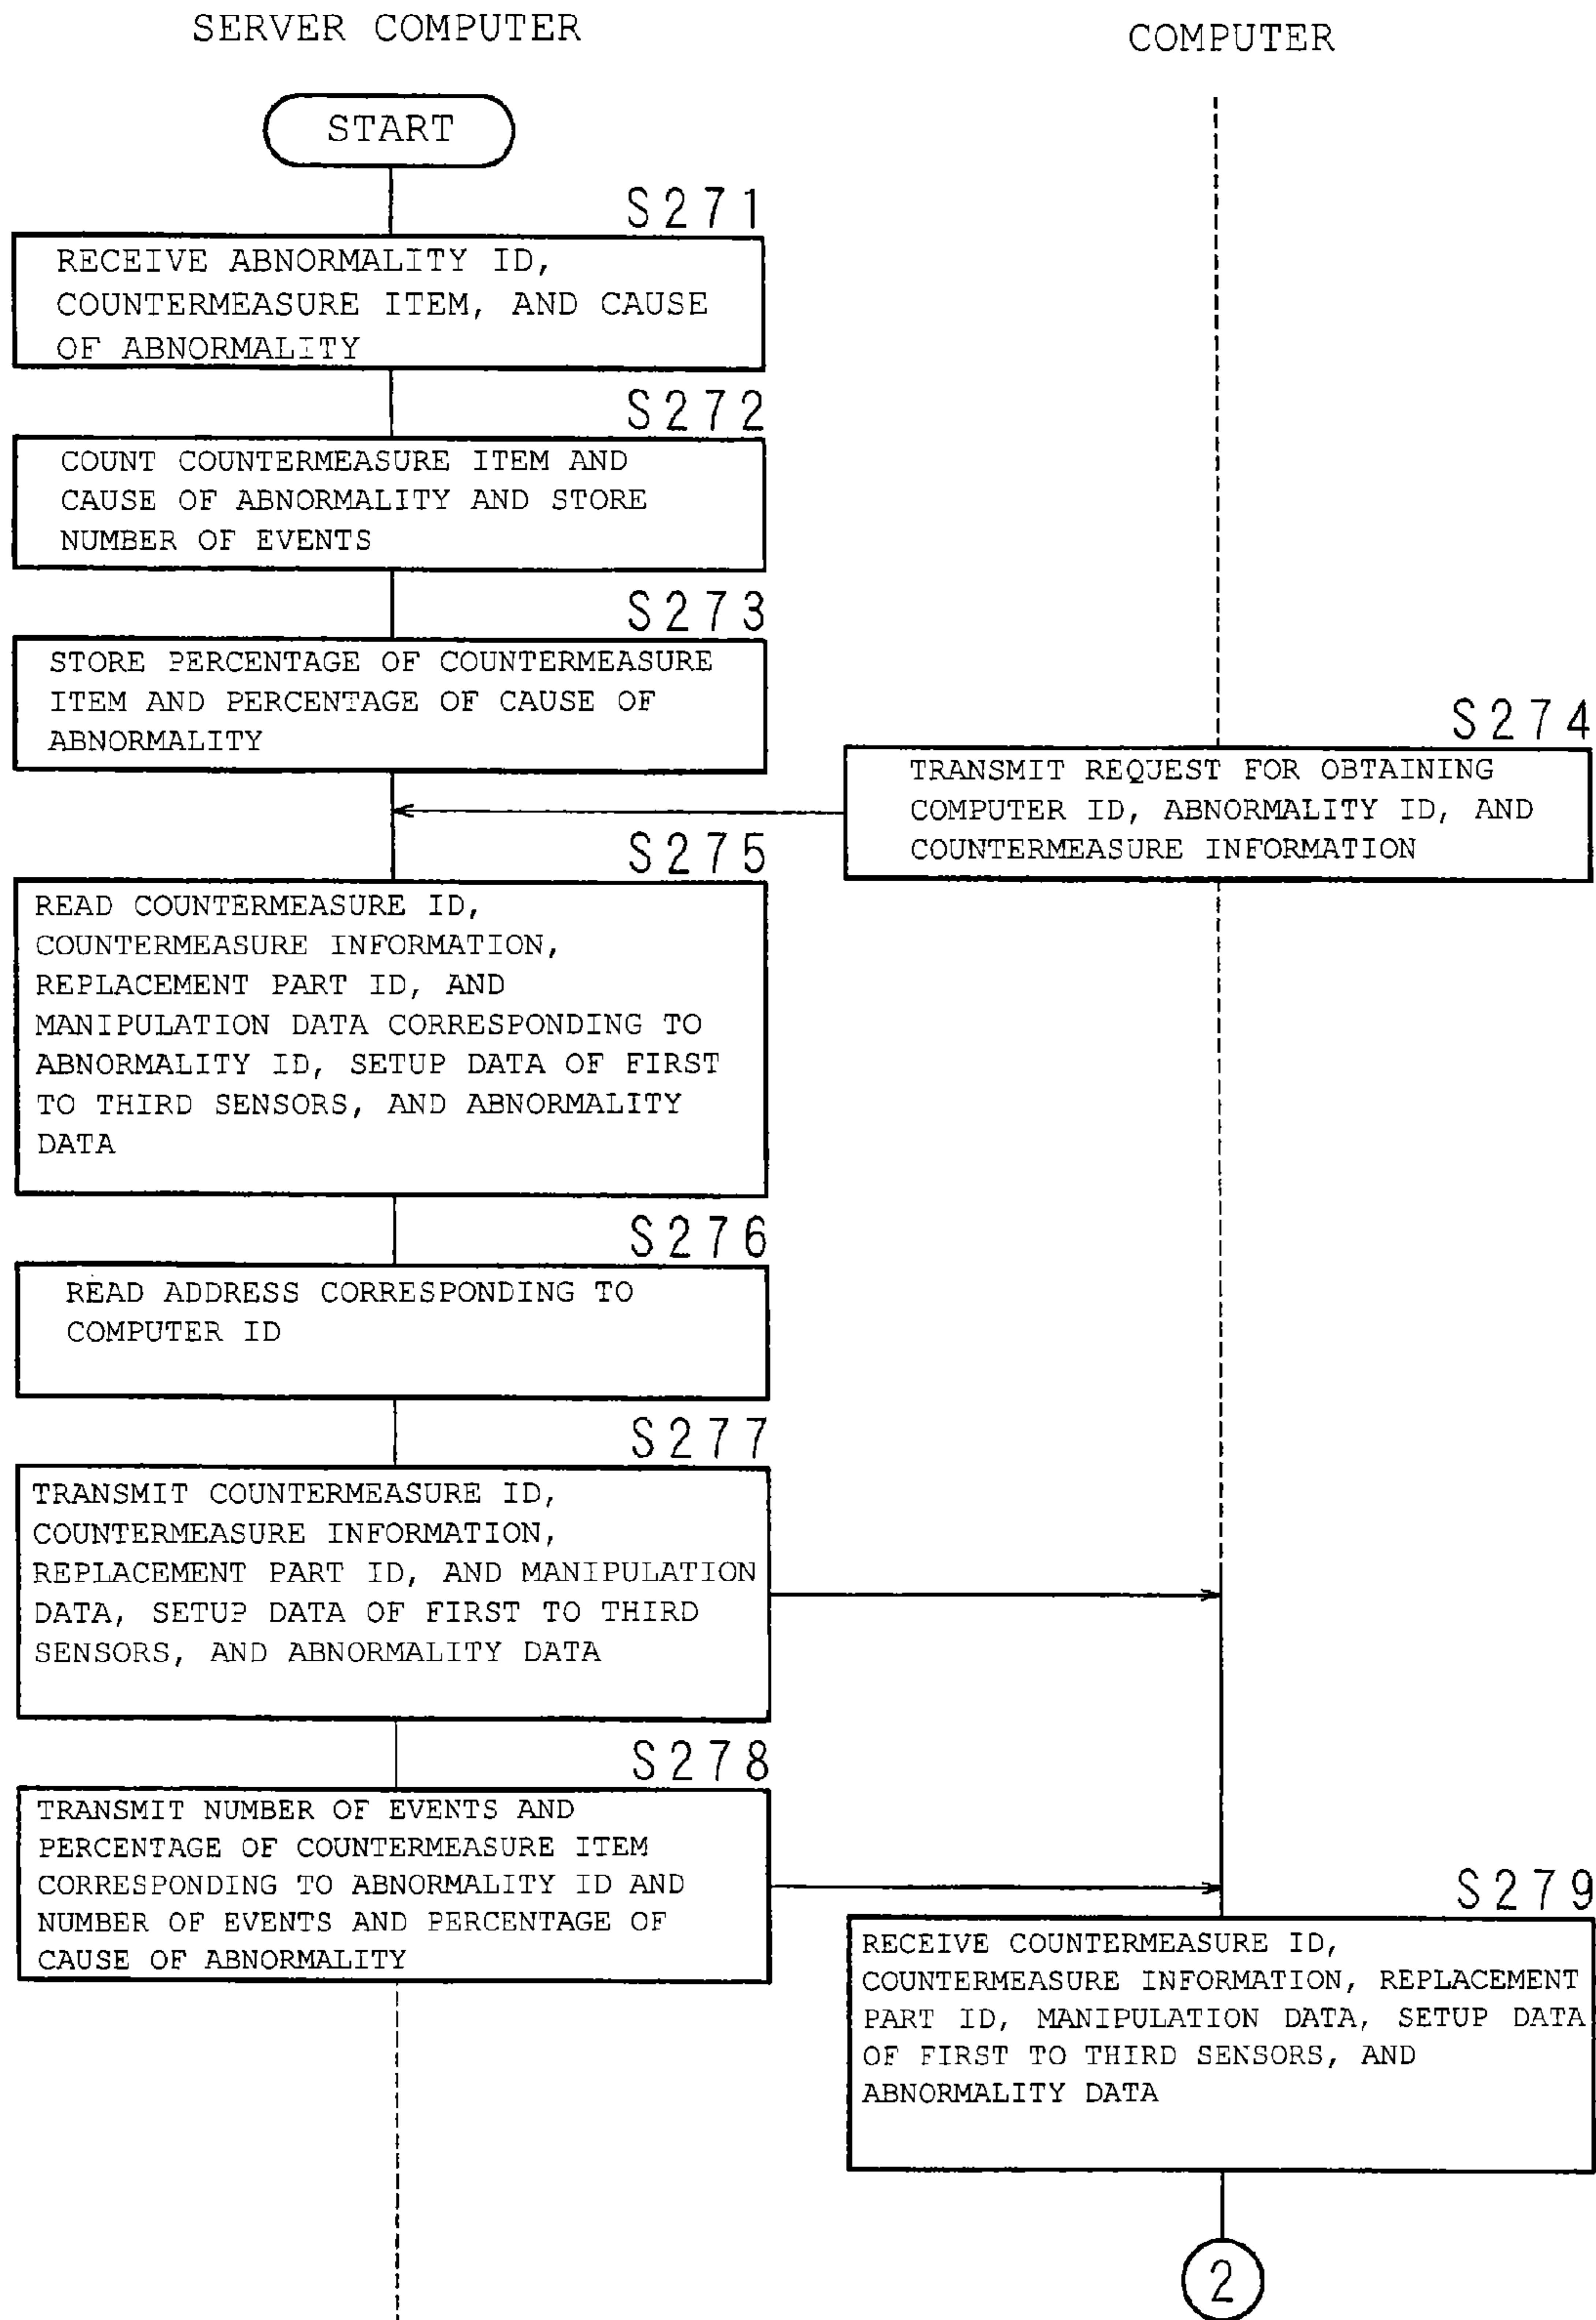 SERVER COMPUTER
COMPUTER
START
S271
RECEIVE ABNORMALITY ID,
COUNTERMEASURE ITEM, AND CAUSE
OF ABNORMALITY
S272
COUNT COUNTERMEASURE ITEM AND
CAUSE OF ABNORMALITY AND STORE
NUMBER OF EVENTS
S273
STORE PERCENTAGE OF COUNTERMEASURE
ITEM AND PERCENTAGE OF CAUSE OF
ABNORMALITY
S274
TRANSMIT REQUEST FOR OBTAINING
COMPUTER ID, ABNORMALITY ID, AND
COUNTERMEASURE INFORMATION
S275
READ COUNTERMEASURE ID,
COUNTERMEASURE INFORMATION,
REPLACEMENT PART ID, AND
MANIPULATION DATA CORRESPONDING TO
ABNORMALITY ID, SETUP DATA OF FIRST
TO THIRD SENSORS, AND ABNORMALITY
DATA
S276
READ ADDRESS CORRESPONDING TO
COMPUTER ID
S277
TRANSMIT COUNTERMEASURE ID,
COUNTERMEASURE INFORMATION,
REPLACEMENT PART ID, AND MANIPULATION
DATA, SETUP DATA OF FIRST TO THIRD
SENSORS, AND ABNORMALITY DATA
S278
TRANSMIT NUMBER OF EVENTS AND
PERCENTAGE OF COUNTERMEASURE ITEM
CORRESPONDING TO ABNORMALITY ID AND
NUMBER OF EVENTS AND PERCENTAGE OF
CAUSE OF ABNORMALITY
S279
RECEIVE COUNTERMEASURE ID,
COUNTERMEASURE INFORMATION, REPLACEMENT
PART ID, MANIPULATION DATA, SETUP DATA
OF FIRST TO THIRD SENSORS, AND
ABNORMALITY DATA
2